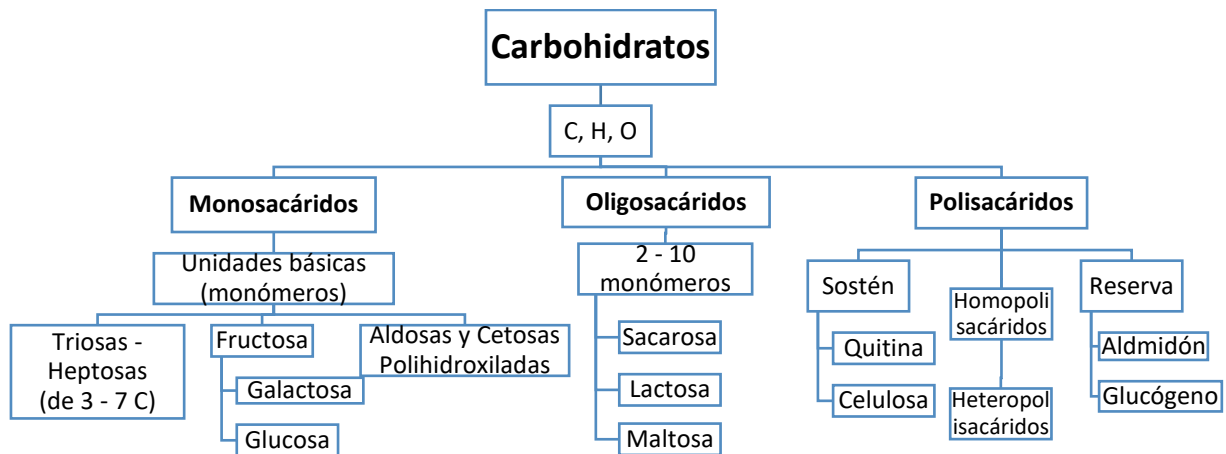 Carbohidratos
C, H, O
Monosacáridos
Unidades básicas
(monómeros)
Triosas -
Heptosas
(de 3 - 7 C)
Fructosa
Galactosa
Glucosa
Aldosas y Cetosas
Polihidroxiladas
Oligosacáridos
2 - 10
monómeros
Sacarosa
Lactosa
Maltosa
Polisacáridos
Sostén
Quitina
Celulosa
Homopoli
sacáridos
Heteropol
isacáridos
Reserva
Aldmidón
Glucógeno